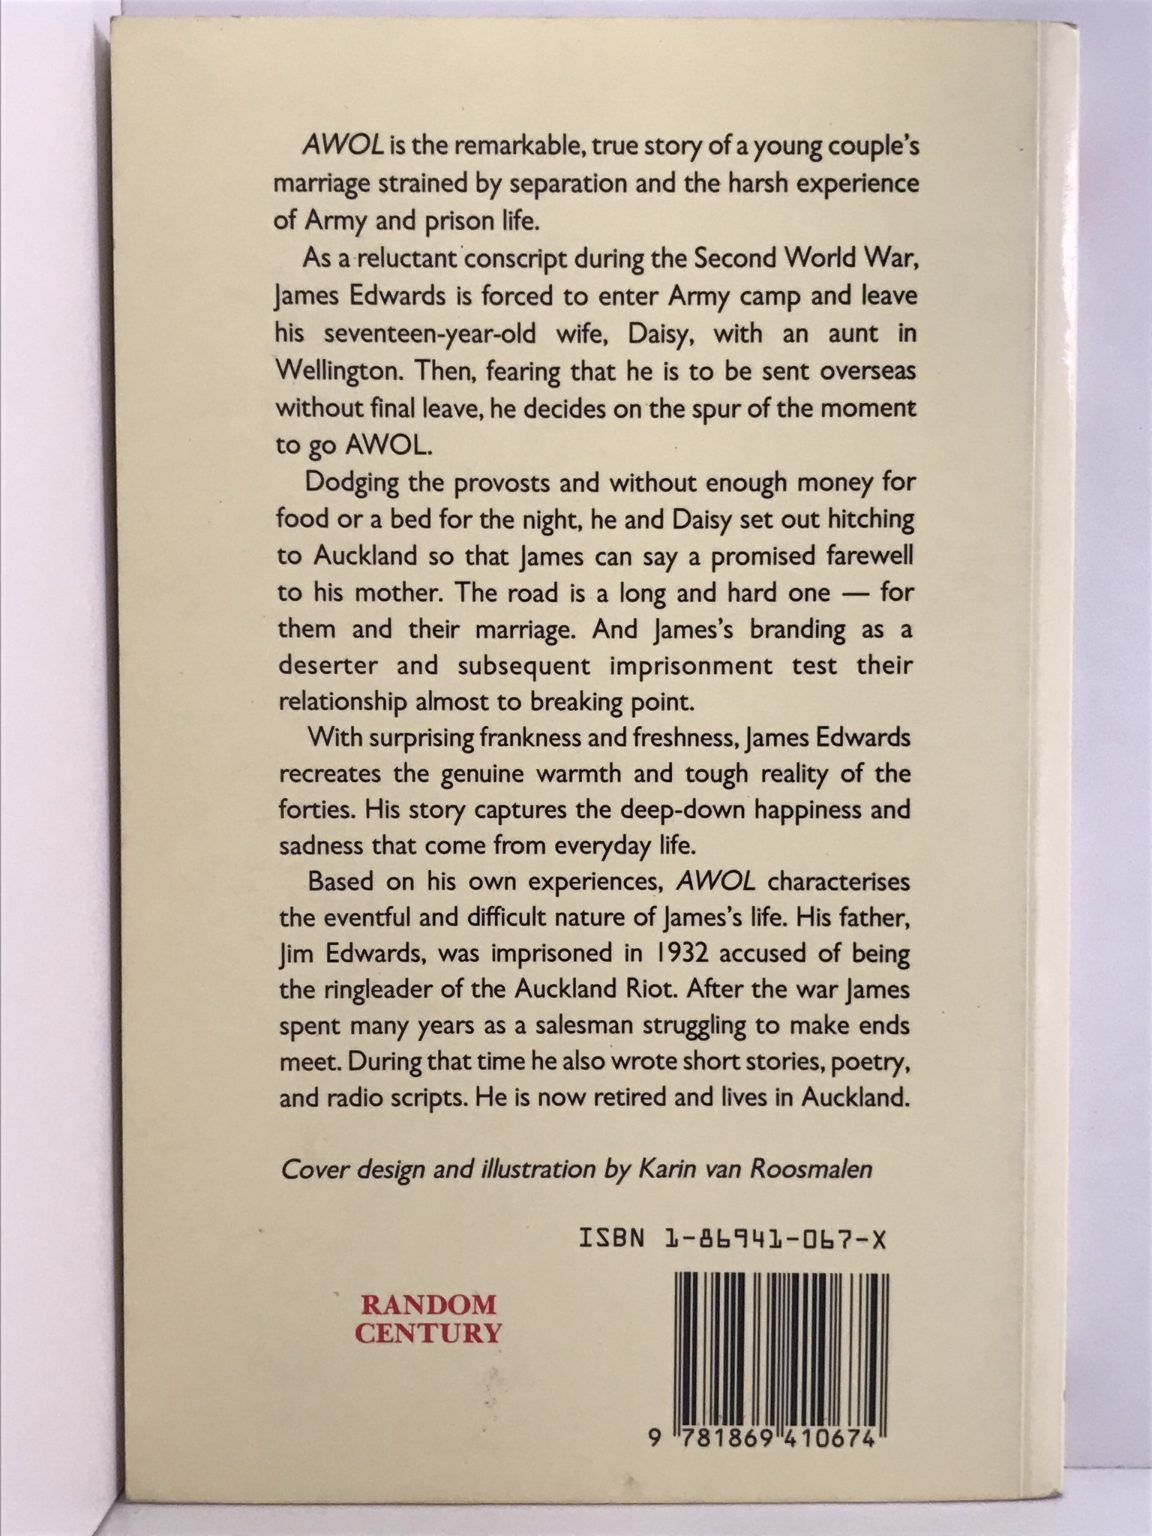 AWOL is the remarkable, true story of a young couple's
marriage strained by separation and the harsh experience
of Army and prison life.
As a reluctant conscript during the Second World War,
James Edwards is forced to enter Army camp and leave
his seventeen-year-old wife, Daisy, with an aunt in
Wellington. Then, fearing that he is to be sent overseas
without final leave, he decides on the spur of the moment
to go AWOL.
Dodging the provosts and without enough money for
food or a bed for the night, he and Daisy set out hitching
to Auckland so that James can say a promised farewell
to his mother. The road is a long and hard one — for
them and their marriage. And James's branding as a
deserter and subsequent imprisonment test their
relationship almost to breaking point.
With surprising frankness and freshness, James Edwards
recreates the genuine warmth and tough reality of the
forties. His story captures the deep-down happiness and
sadness that come from everyday life.
Based on his own experiences, AWOL characterises
the eventful and difficult nature of James's life. His father,
Jim Edwards, was imprisoned in 1932 accused of being
the ringleader of the Auckland Riot. After the war James
spent many years as a salesman struggling to make ends
meet. During that time he also wrote short stories, poetry,
and radio scripts. He is now retired and lives in Auckland.
Cover design and illustration by Karin van Roosmalen
ISBN 1-86941-067-X
RANDOM
CENTURY
9 781869 410674